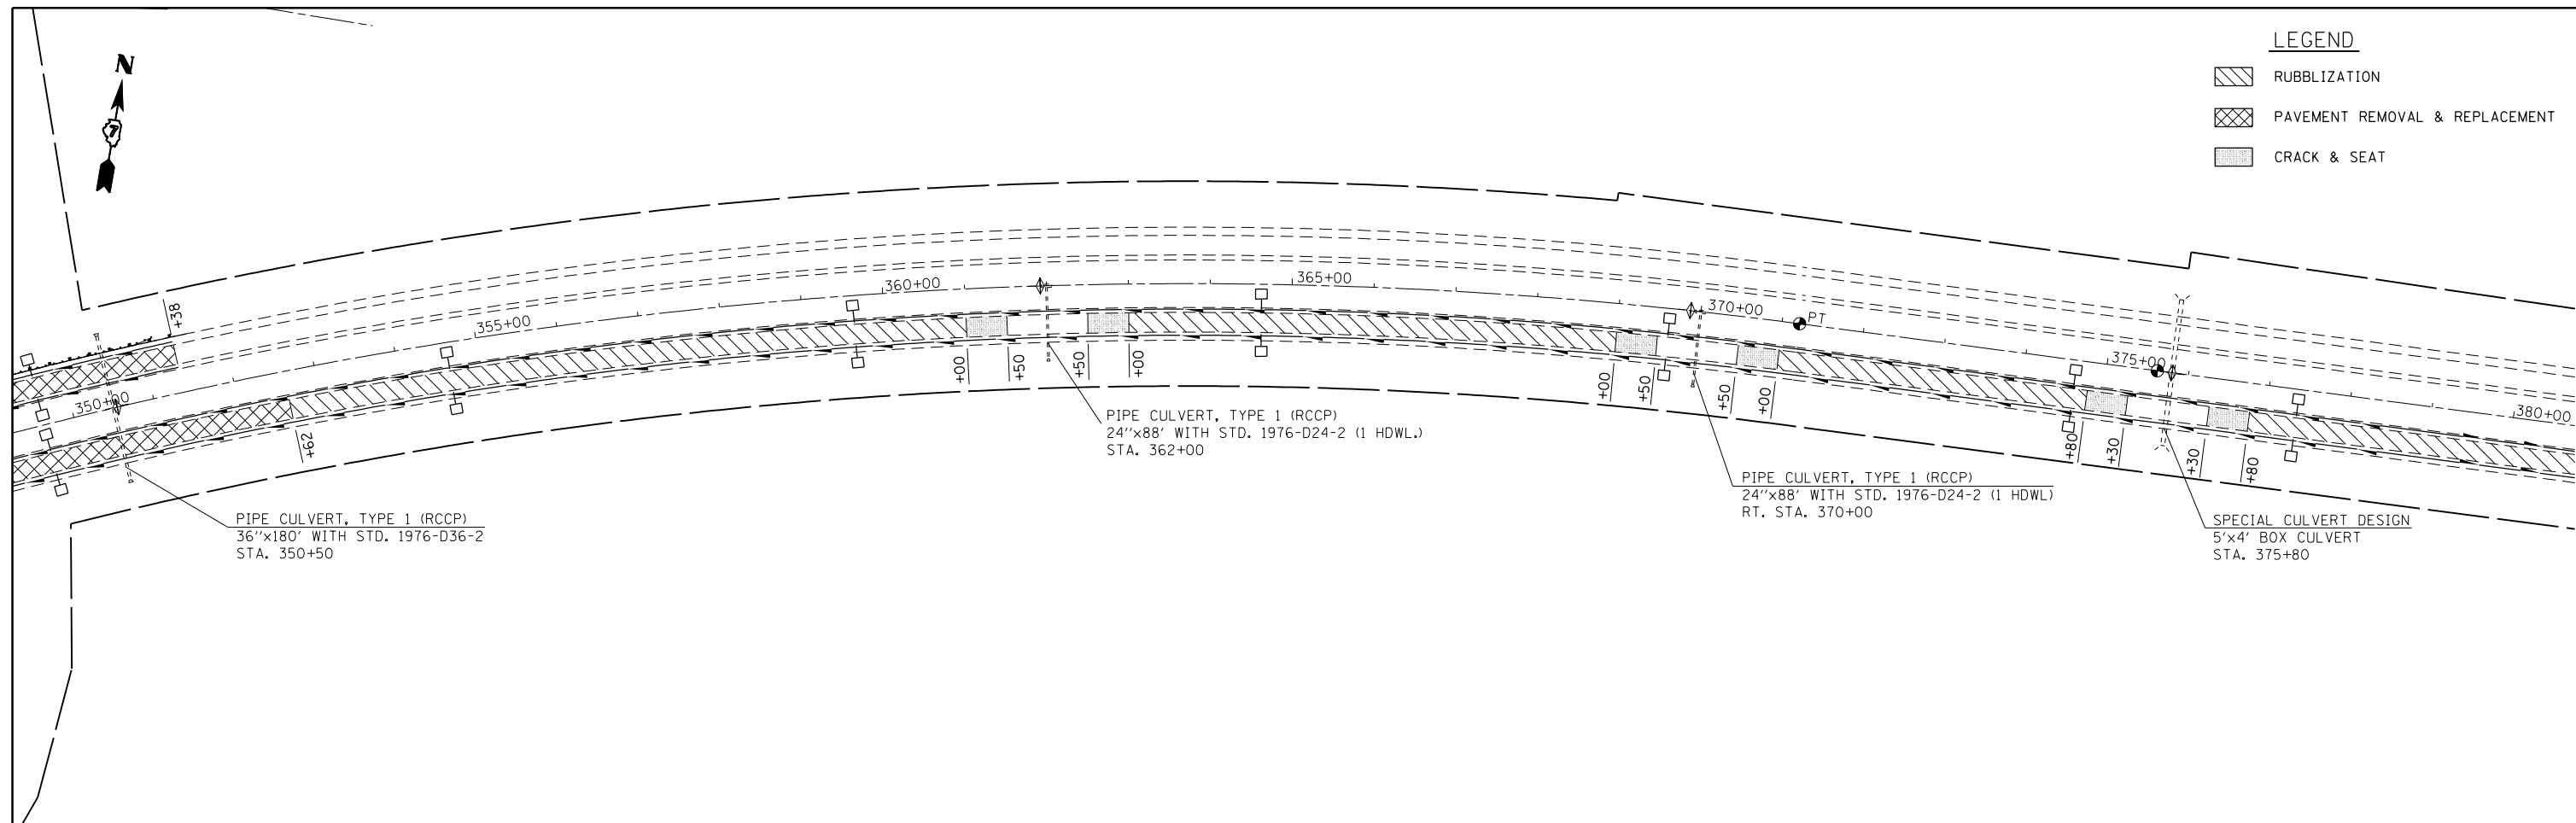 LEGEND
RUBBLIZATION
PAVEMENT REMOVAL & REPLACEMENT
CRACK & SEAT
N
7
+38
350+00
355+00
360+00
365+00
370+00
PT
375+00
380+00
+62
+00
+50
+50
+00
+00
+50
+50
+00
+80
+30
+30
+80
PIPE CULVERT, TYPE 1 (RCCP)
36"x180' WITH STD. 1976-D36-2
STA. 350+50
PIPE CULVERT, TYPE 1 (RCCP)
24"x88' WITH STD. 1976-D24-2 (1 HDWL.)
STA. 362+00
PIPE CULVERT, TYPE 1 (RCCP)
24"x88' WITH STD. 1976-D24-2 (1 HDWL)
RT. STA. 370+00
SPECIAL CULVERT DESIGN
5'x4' BOX CULVERT
STA. 375+80